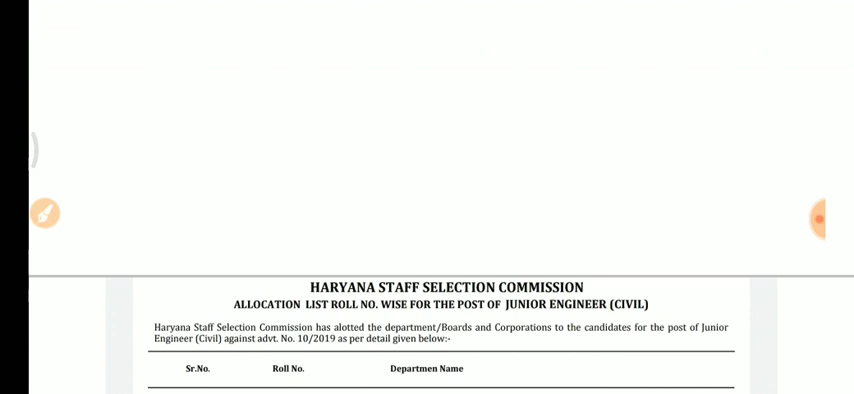 HARYANA STAFF SELECTION COMMISSION
ALLOCATION LIST ROLL NO. WISE FOR THE POST OF JUNIOR ENGINEER (CIVIL)
Haryana Staff Selection Commission has alotted the department/Boards and Corporations to the candidates for the post of Junior
Engineer (Civil) against advt. No. 10/2019 as per detail given below:-
Sr.No. Roll No. Departmen Name